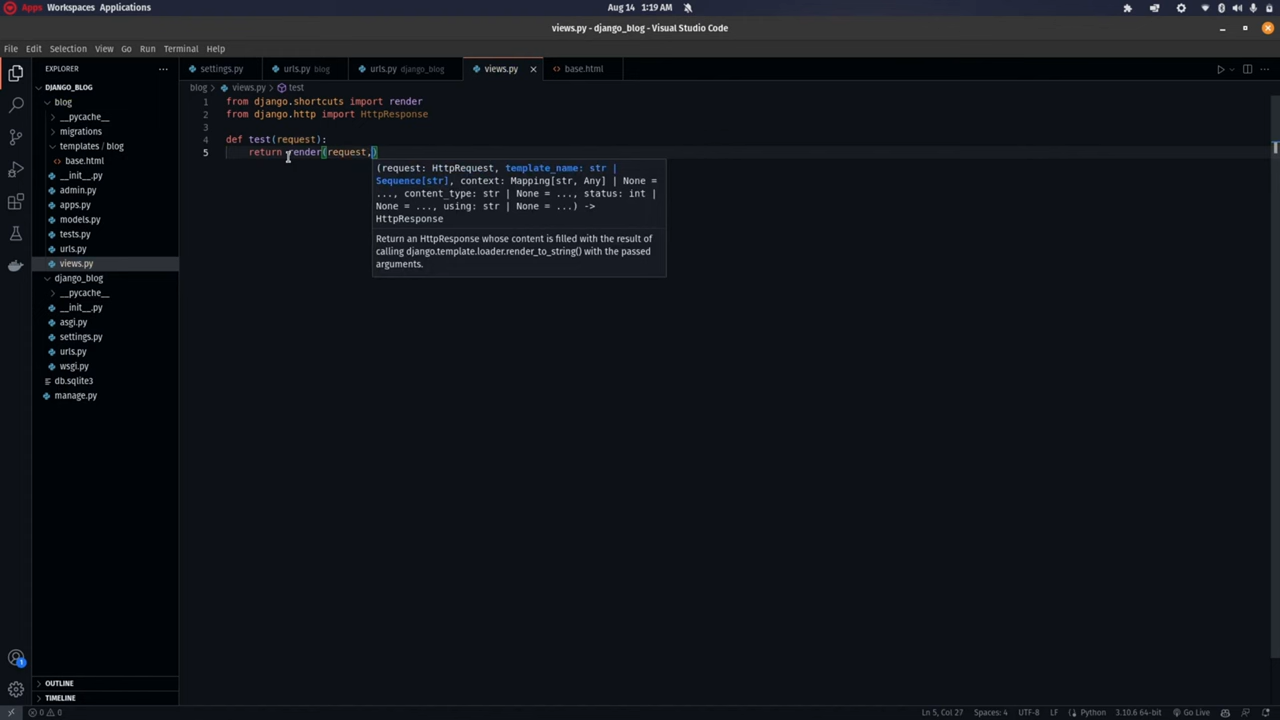 Apps Workspaces Applications
Aug 14 1:19 AM
views.py - django_blog - Visual Studio Code
File Edit Selection View Go Run Terminal Help
EXPLORER
settings.py
urls.py blog
urls.py django_blog
views.py
base.html
DJANGO_BLOG
blog
__pycache__
migrations
templates / blog
base.html
__init__.py
admin.py
apps.py
models.py
tests.py
urls.py
views.py
django_blog
__pycache__
__init__.py
asgi.py
settings.py
urls.py
wsgi.py
db.sqlite3
manage.py
OUTLINE
TIMELINE
blog > views.py > test
1 from django.shortcuts import render
2 from django.http import HttpResponse
3
4 def test(request):
5     return render(request,)
(request: HttpRequest, template_name: str |
Sequence[str], context: Mapping[str, Any] | None =
..., content_type: str | None = ..., status: int |
None = ..., using: str | None = ...) ->
HttpResponse
Return an HttpResponse whose content is filled with the result of
calling django.template.loader.render_to_string() with the passed
arguments.
1
0 0
Ln 5, Col 27 Spaces: 4 UTF-8 LF Python 3.10.6 64-bit Go Live